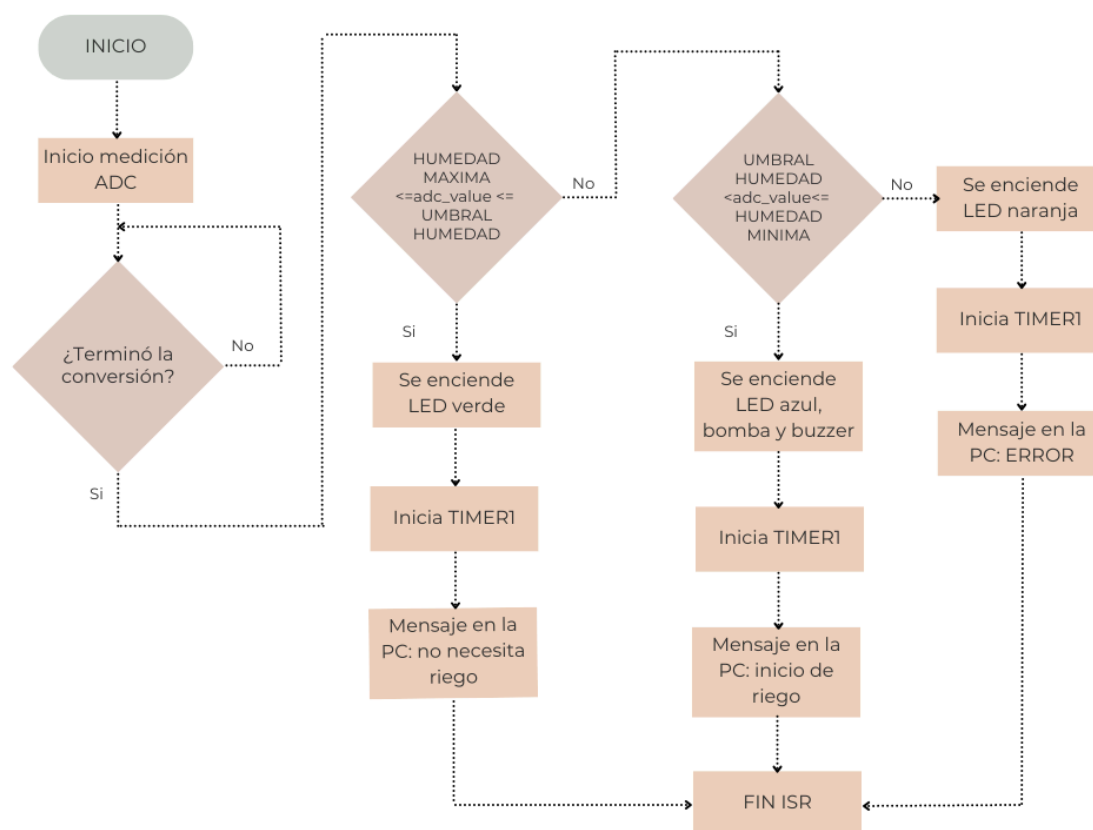 INICIO
Inicio medición
ADC
¿Terminó la
conversión?
No
Si
HUMEDAD
MAXIMA
<=adc_value <=
UMBRAL
HUMEDAD
No
Si
Se enciende
LED verde
Inicia TIMER1
Mensaje en la
PC: no necesita
riego
UMBRAL
HUMEDAD
<adc_value<=
HUMEDAD
MINIMA
No
Si
Se enciende
LED azul,
bomba y buzzer
Inicia TIMER1
Mensaje en la
PC: inicio de
riego
Se enciende
LED naranja
Inicia TIMER1
Mensaje en la
PC: ERROR
FIN ISR